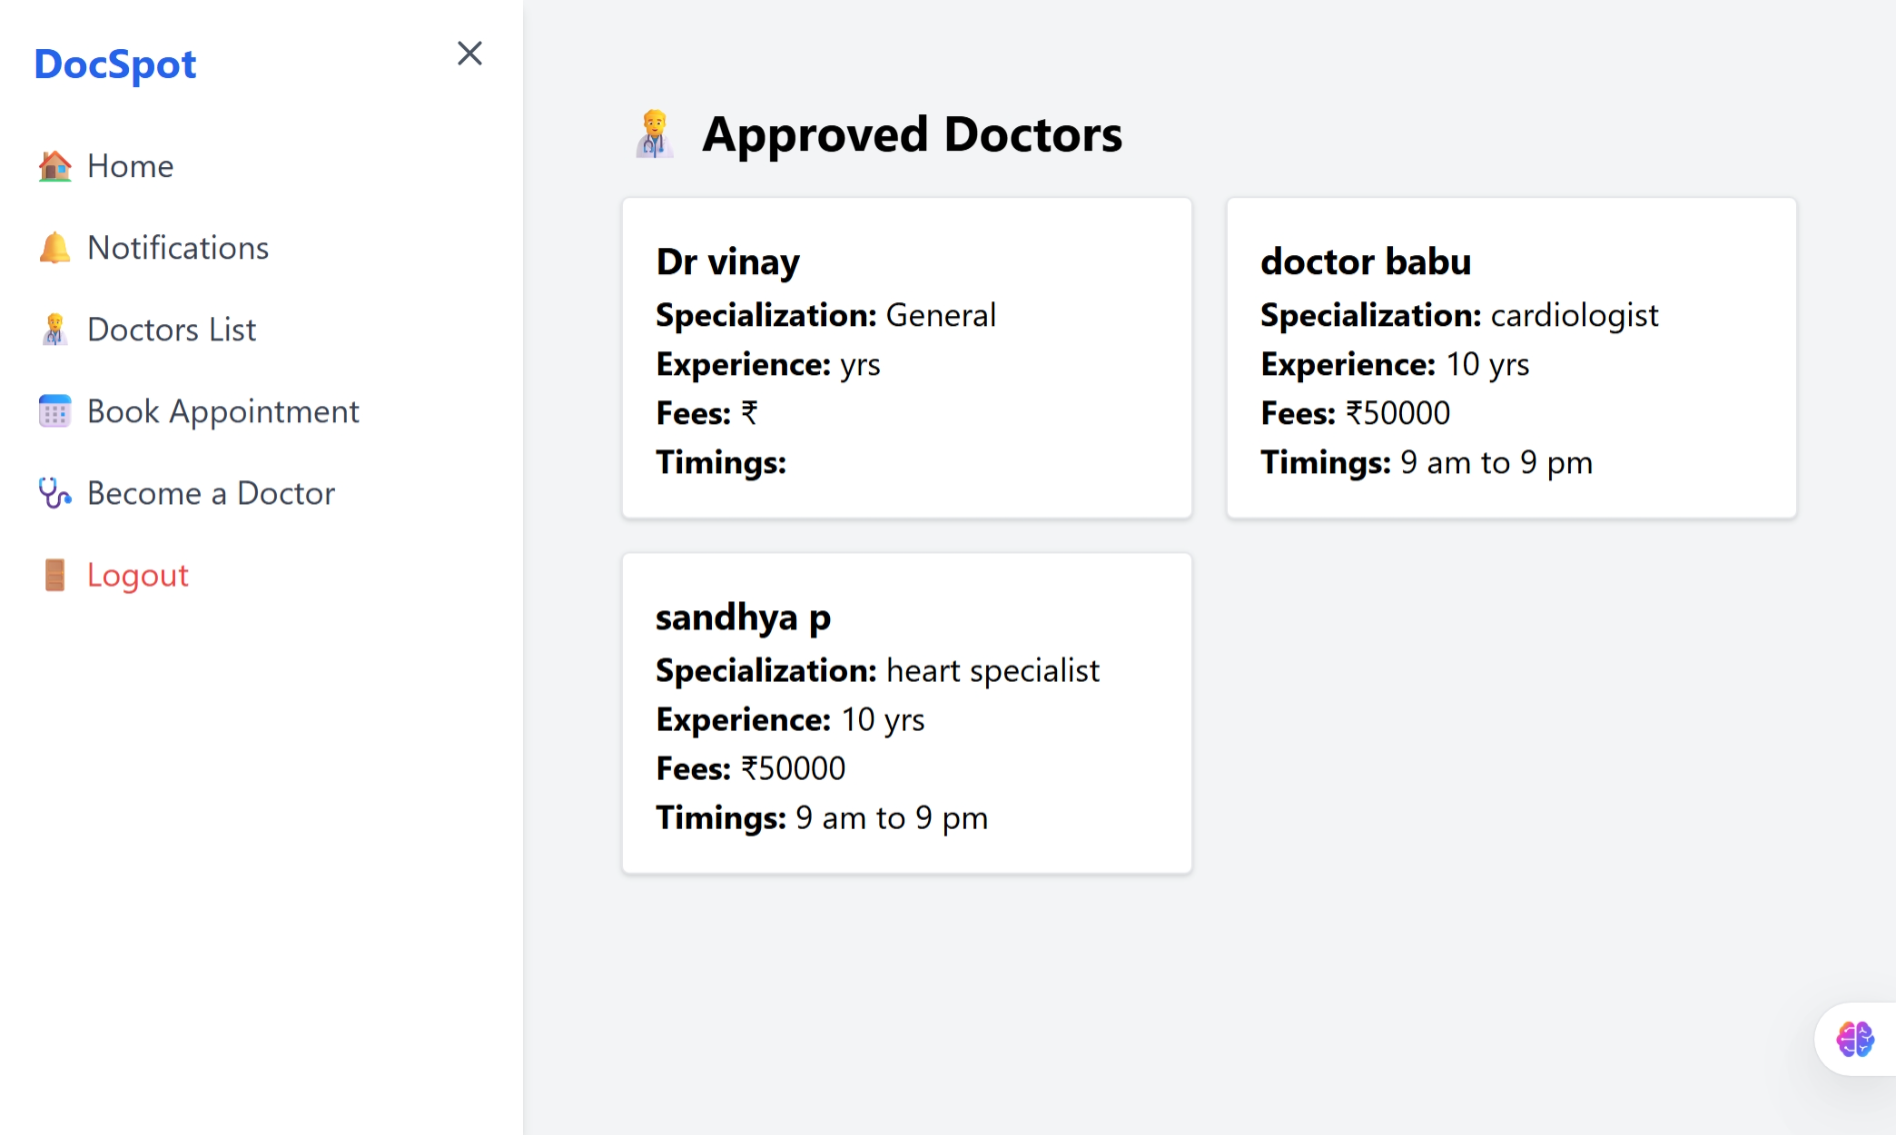 DocSpot
Home
Notifications
Doctors List
Book Appointment
Become a Doctor
Logout
Approved Doctors
Dr vinay
Specialization: General
Experience: yrs
Fees: ₹
Timings:
doctor babu
Specialization: cardiologist
Experience: 10 yrs
Fees: ₹50000
Timings: 9 am to 9 pm
sandhya p
Specialization: heart specialist
Experience: 10 yrs
Fees: ₹50000
Timings: 9 am to 9 pm